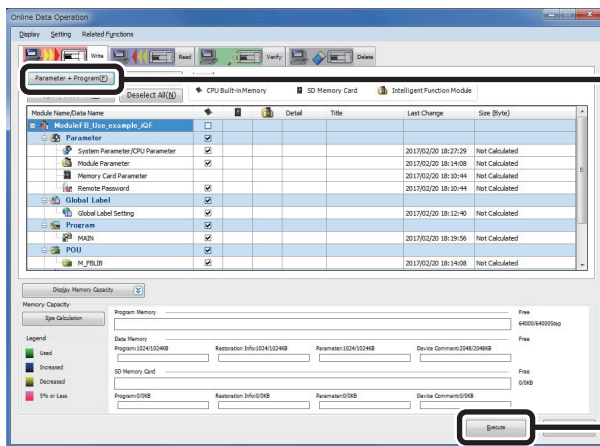 Online Data Operation
Display Setting Related Functions
Write Read Verify Delete
Parameter + Program(F)
Deselect All(N) CPU Built-in Memory SD Memory Card Intelligent Function Module
Module Name/Data Name Detail Title Last Change Size (Byte)
ModuleFB_Use_example_iQF
Parameter
System Parameter/CPU Parameter 2017/02/20 18:27:29 Not Calculated
Module Parameter 2017/02/20 18:14:08 Not Calculated
Memory Card Parameter 2017/02/20 18:10:44 Not Calculated
Remote Password 2017/02/20 18:10:44 Not Calculated
Global Label
Global Label Setting 2017/02/20 18:12:40 Not Calculated
Program
MAIN 2017/02/20 18:19:56 Not Calculated
POU
M_FBLIB 2017/02/20 18:14:08 Not Calculated
Display Memory Capacity
Memory Capacity
Size Calculation
Program Memory Free
64000/64000Step
Legend
Used
Increased
Decreased
5% or Less
Data Memory Free
Program:1024/1024KB Restoration Info:1024/1024KB Parameter:1024/1024KB Device Comment:2048/2048KB
SD Memory Card Free
0/0KB
Program:0/0KB Restoration Info:0/0KB Parameter:0/0KB Device Comment:0/0KB
Execute